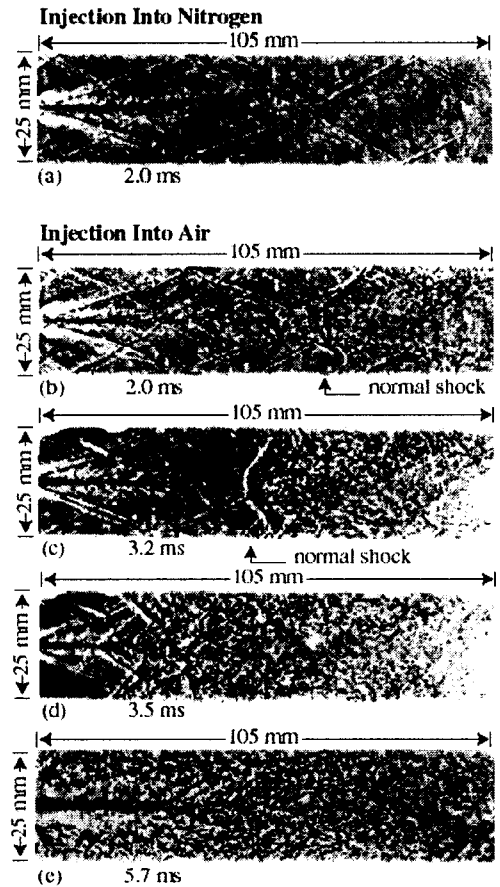 Injection Into Nitrogen
105 mm
25 mm
(a) 2.0 ms
Injection Into Air
105 mm
25 mm
(b) 2.0 ms
normal shock
105 mm
25 mm
(c) 3.2 ms
normal shock
105 mm
25 mm
(d) 3.5 ms
105 mm
25 mm
(e) 5.7 ms